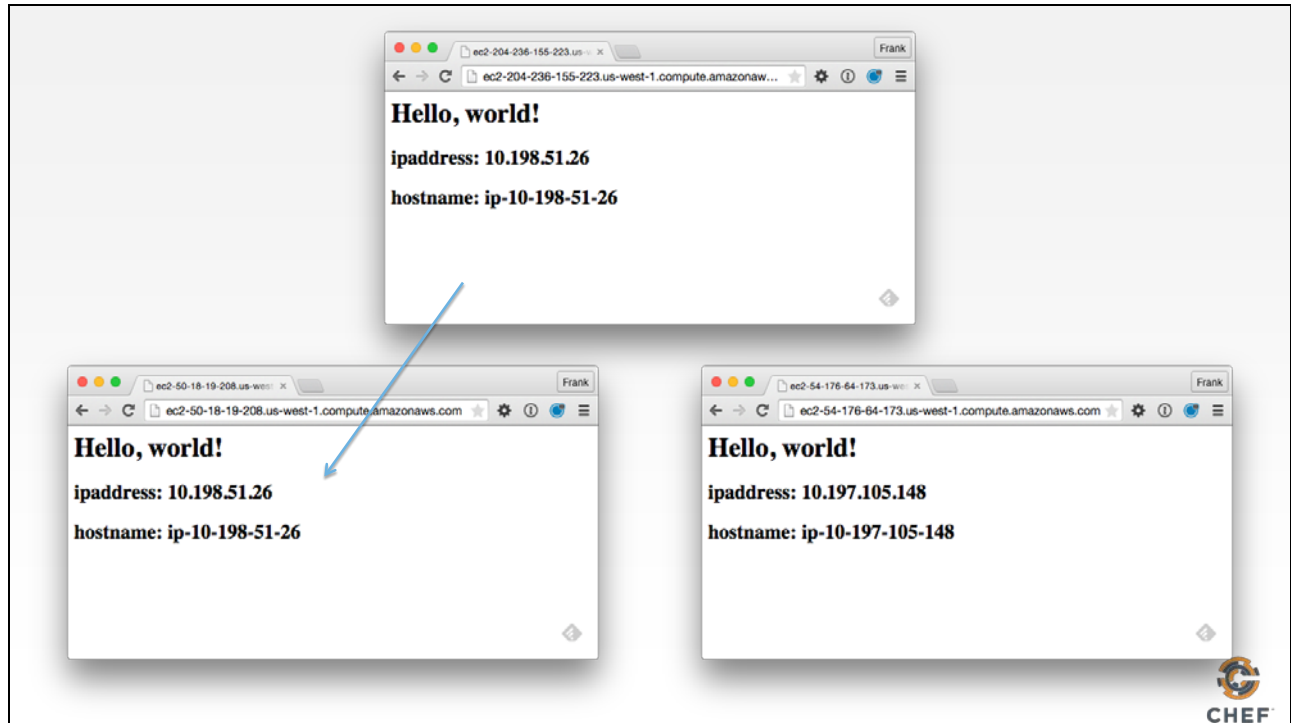 ec2-204-236-155-223.us-w
Frank
ec2-204-236-155-223.us-west-1.compute.amazonaw...
Hello, world!
ipaddress: 10.198.51.26
hostname: ip-10-198-51-26
ec2-50-18-19-208.us-west
Frank
ec2-50-18-19-208.us-west-1.compute.amazonaws.com
Hello, world!
ipaddress: 10.198.51.26
hostname: ip-10-198-51-26
ec2-54-176-64-173.us-wes
Frank
ec2-54-176-64-173.us-west-1.compute.amazonaws.com
Hello, world!
ipaddress: 10.197.105.148
hostname: ip-10-197-105-148
CHEF